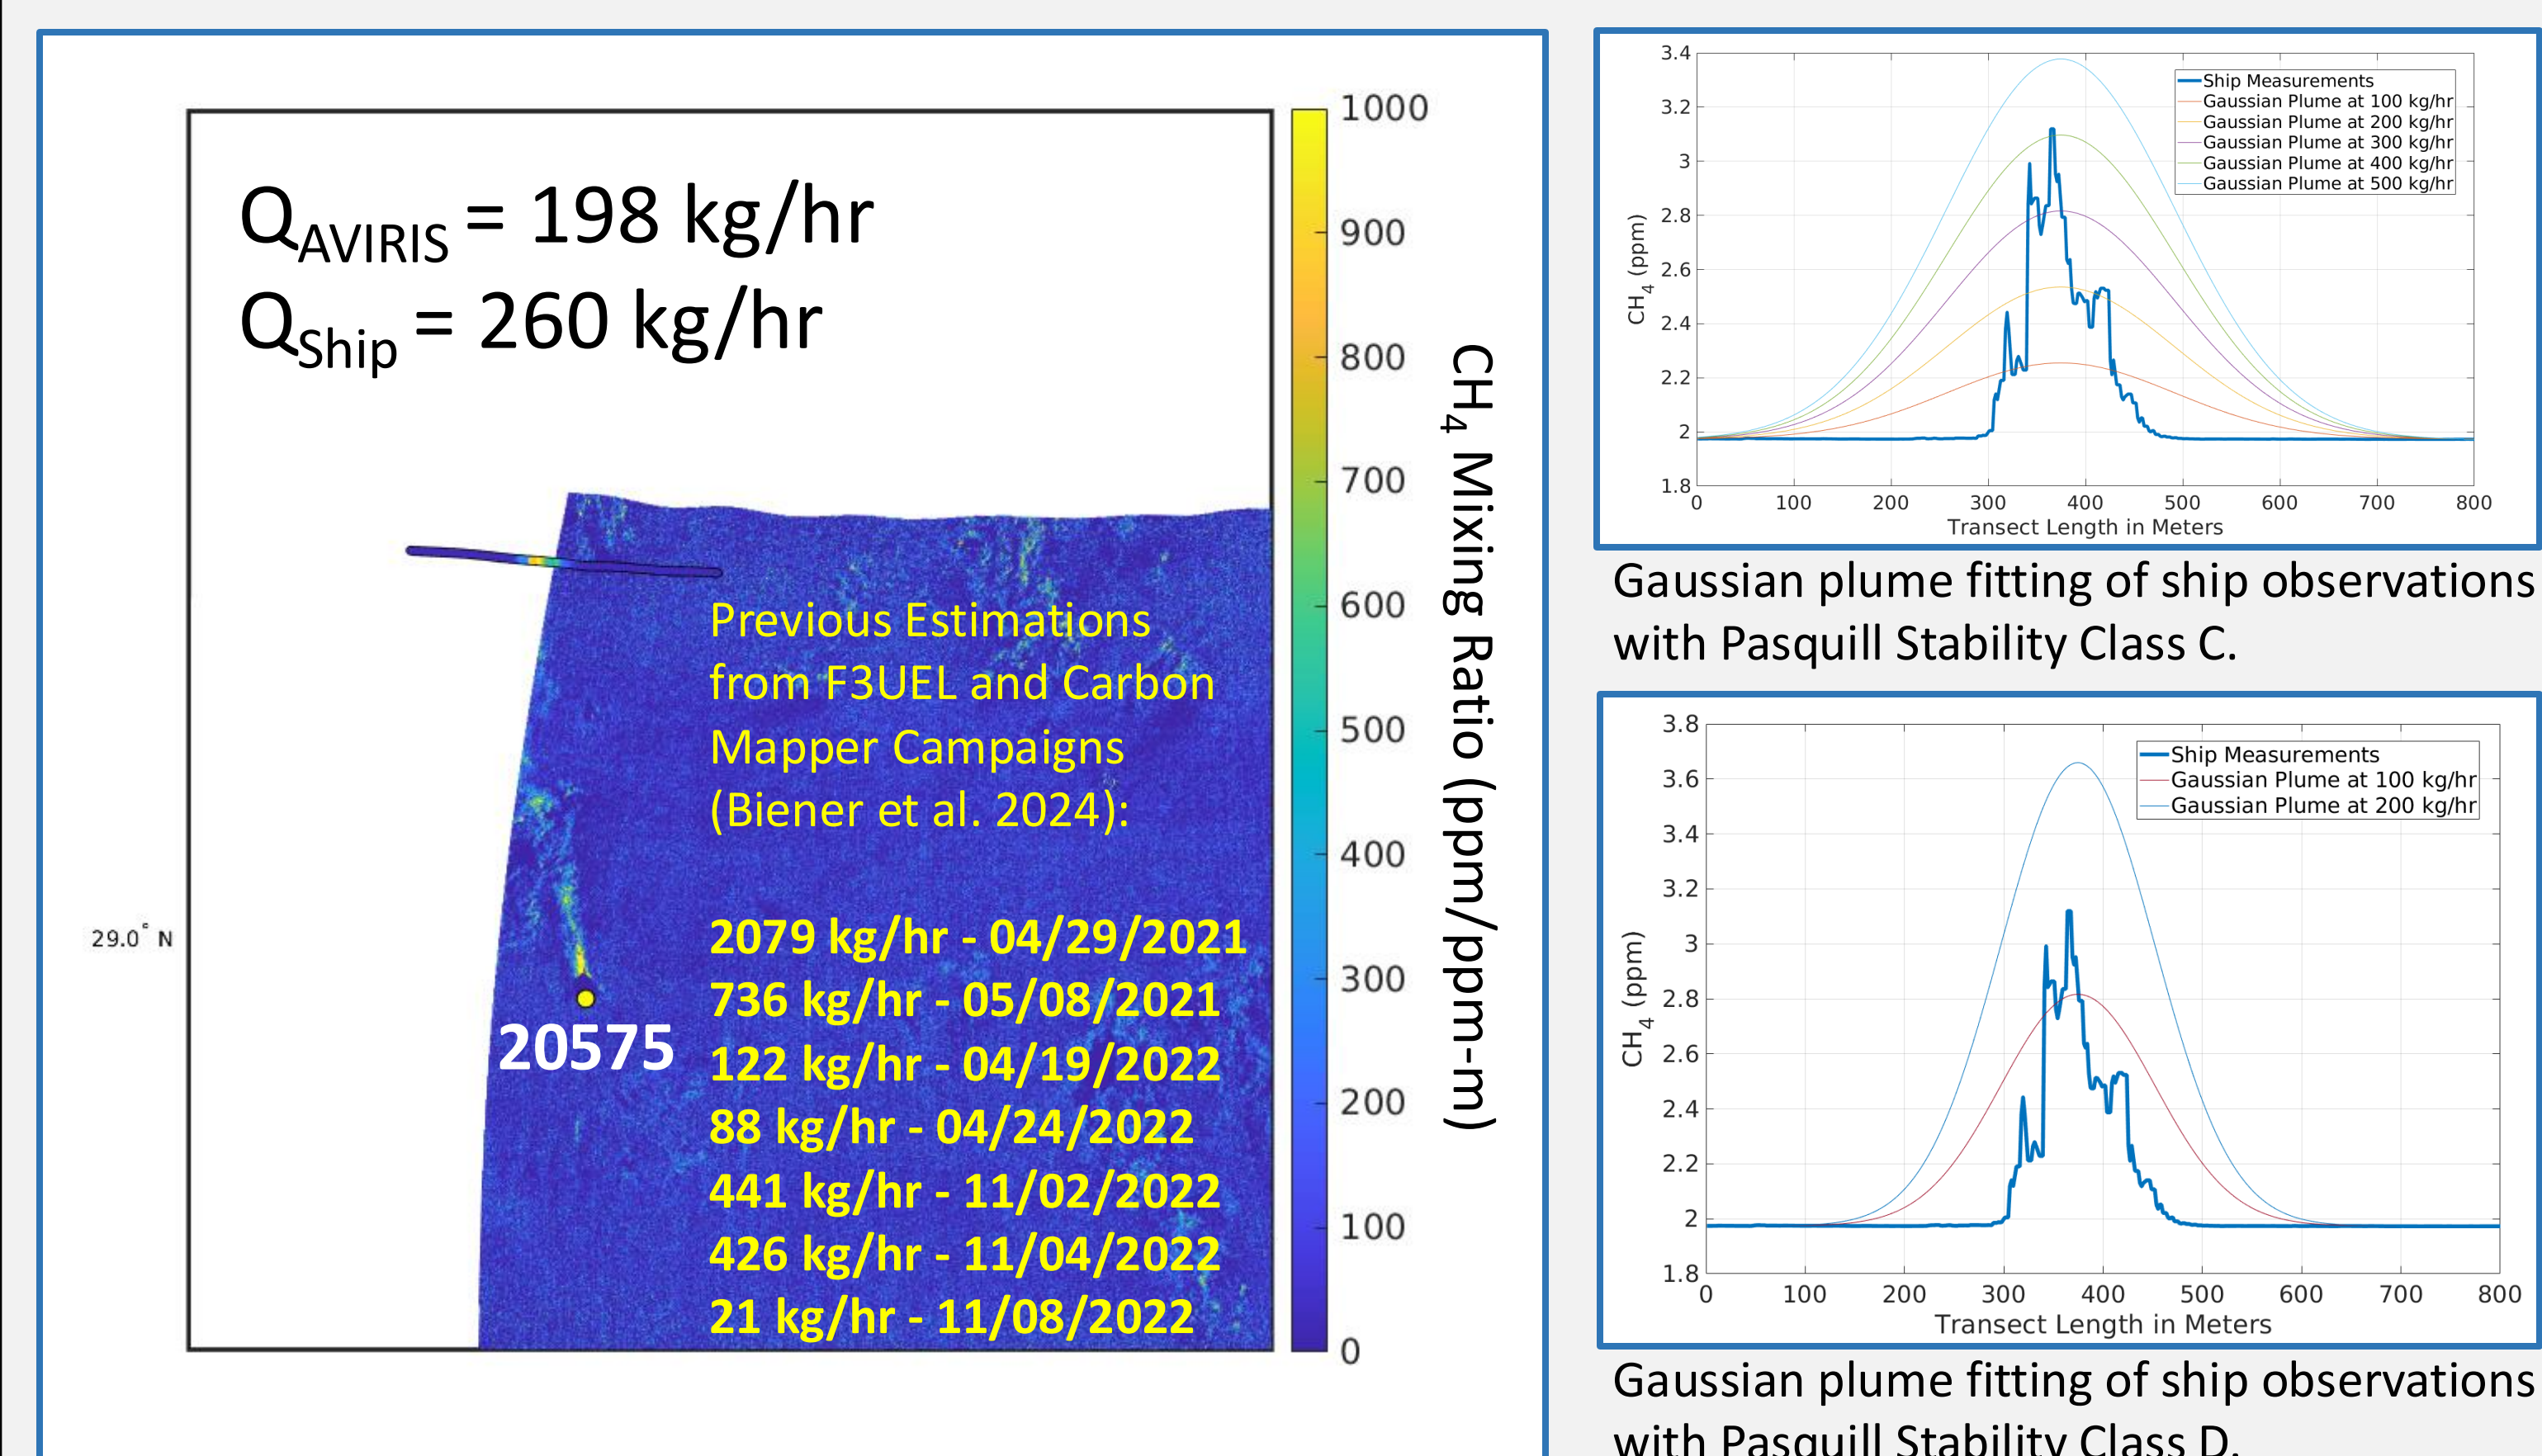 Q_AVIRIS = 198 kg/hr
Q_Ship = 260 kg/hr
Previous Estimations
from F3UEL and Carbon
Mapper Campaigns
(Biener et al. 2024):
2079 kg/hr - 04/29/2021
736 kg/hr - 05/08/2021
122 kg/hr - 04/19/2022
88 kg/hr - 04/24/2022
441 kg/hr - 11/02/2022
426 kg/hr - 11/04/2022
21 kg/hr - 11/08/2022
20575
29.0° N
1000
900
800
700
600
500
400
300
200
100
0
CH₄ Mixing Ratio (ppm/ppm-m)
3.4
3.2
3
2.8
2.6
2.4
2.2
2
1.8
CH₄ (ppm)
Ship Measurements
Gaussian Plume at 100 kg/hr
Gaussian Plume at 200 kg/hr
Gaussian Plume at 300 kg/hr
Gaussian Plume at 400 kg/hr
Gaussian Plume at 500 kg/hr
0 100 200 300 400 500 600 700 800
Transect Length in Meters
Gaussian plume fitting of ship observations
with Pasquill Stability Class C.
3.8
3.6
3.4
3.2
3
2.8
2.6
2.4
2.2
2
1.8
CH₄ (ppm)
Ship Measurements
Gaussian Plume at 100 kg/hr
Gaussian Plume at 200 kg/hr
0 100 200 300 400 500 600 700 800
Transect Length in Meters
Gaussian plume fitting of ship observations
with Pasquill Stability Class D.